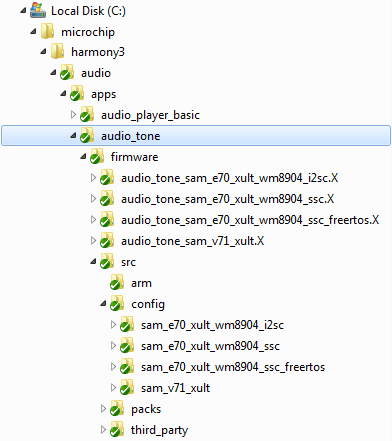 Local Disk (C:)
microchip
harmony3
audio
apps
audio_player_basic
audio_tone
firmware
audio_tone_sam_e70_xult_wm8904_i2sc.X
audio_tone_sam_e70_xult_wm8904_ssc.X
audio_tone_sam_e70_xult_wm8904_ssc_freertos.X
audio_tone_sam_v71_xult.X
src
arm
config
sam_e70_xult_wm8904_i2sc
sam_e70_xult_wm8904_ssc
sam_e70_xult_wm8904_ssc_freertos
sam_v71_xult
packs
third_party